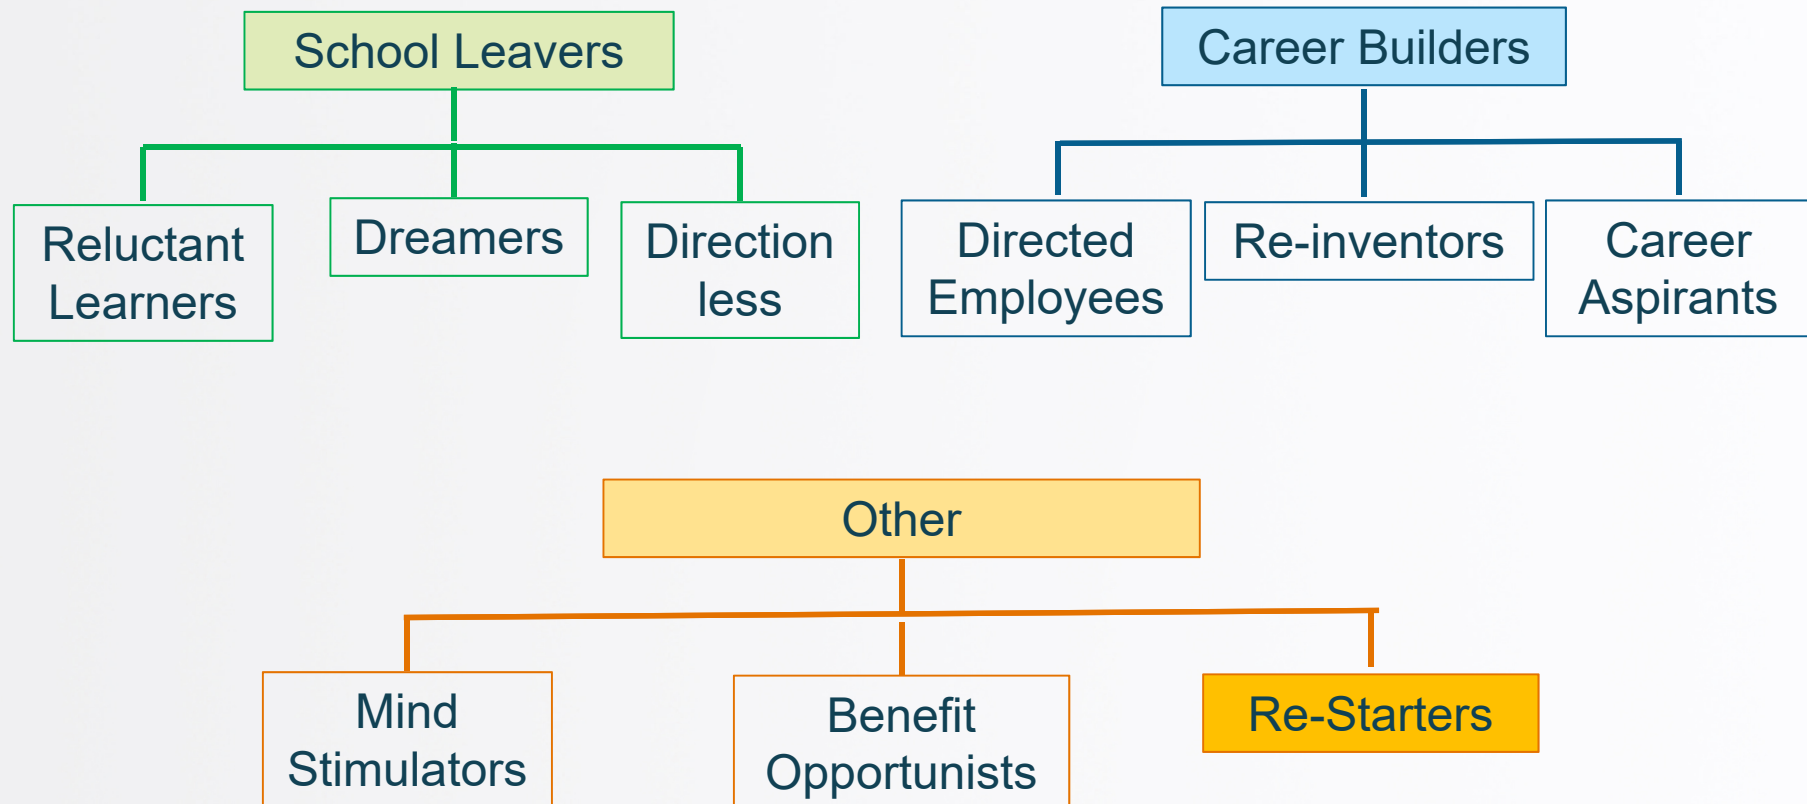 School Leavers
Career Builders
Reluctant
Learners
Dreamers
Direction
less
Directed
Employees
Re-inventors
Career
Aspirants
Other
Mind
Stimulators
Benefit
Opportunists
Re-Starters